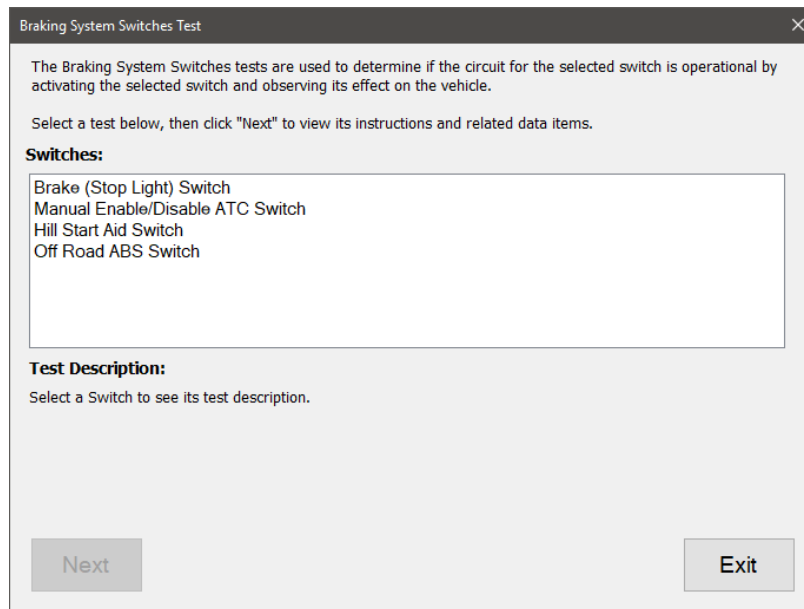 Braking System Switches Test
The Braking System Switches tests are used to determine if the circuit for the selected switch is operational by
activating the selected switch and observing its effect on the vehicle.
Select a test below, then click "Next" to view its instructions and related data items.
Switches:
Brake (Stop Light) Switch
Manual Enable/Disable ATC Switch
Hill Start Aid Switch
Off Road ABS Switch
Test Description:
Select a Switch to see its test description.
Next
Exit